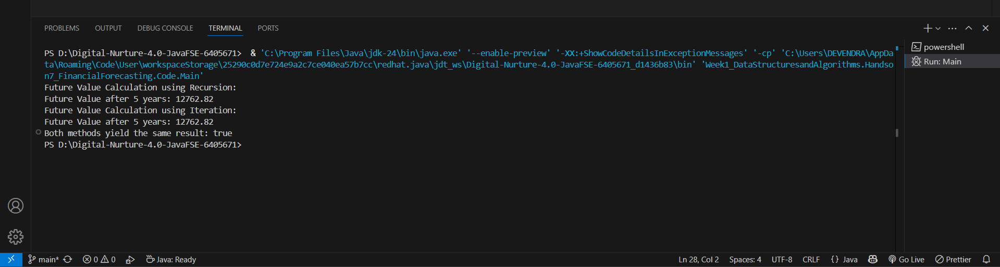 PROBLEMS OUTPUT DEBUG CONSOLE TERMINAL PORTS
PS D:\Digital-Nurture-4.0-JavaFSE-6405671>  & 'C:\Program Files\Java\jdk-24\bin\java.exe' '--enable-preview' '-XX:+ShowCodeDetailsInExceptionMessages' '-cp' 'C:\Users\DEVENDRA\AppDa
ta\Roaming\Code\User\workspaceStorage\25290c0d7e724e9a2c7ce040ea57b7cc\redhat.java\jdt_ws\Digital-Nurture-4.0-JavaFSE-6405671_d1436b83\bin' 'Week1_DataStructuresandAlgorithms.Handso
n7_FinancialForecasting.Code.Main'
Future Value Calculation using Recursion:
Future Value after 5 years: 12762.82
Future Value Calculation using Iteration:
Future Value after 5 years: 12762.82
Both methods yield the same result: true
PS D:\Digital-Nurture-4.0-JavaFSE-6405671>
powershell
Run: Main
main* 0 0 Java: Ready Ln 28, Col 2 Spaces: 4 UTF-8 CRLF {} Java Go Live Prettier